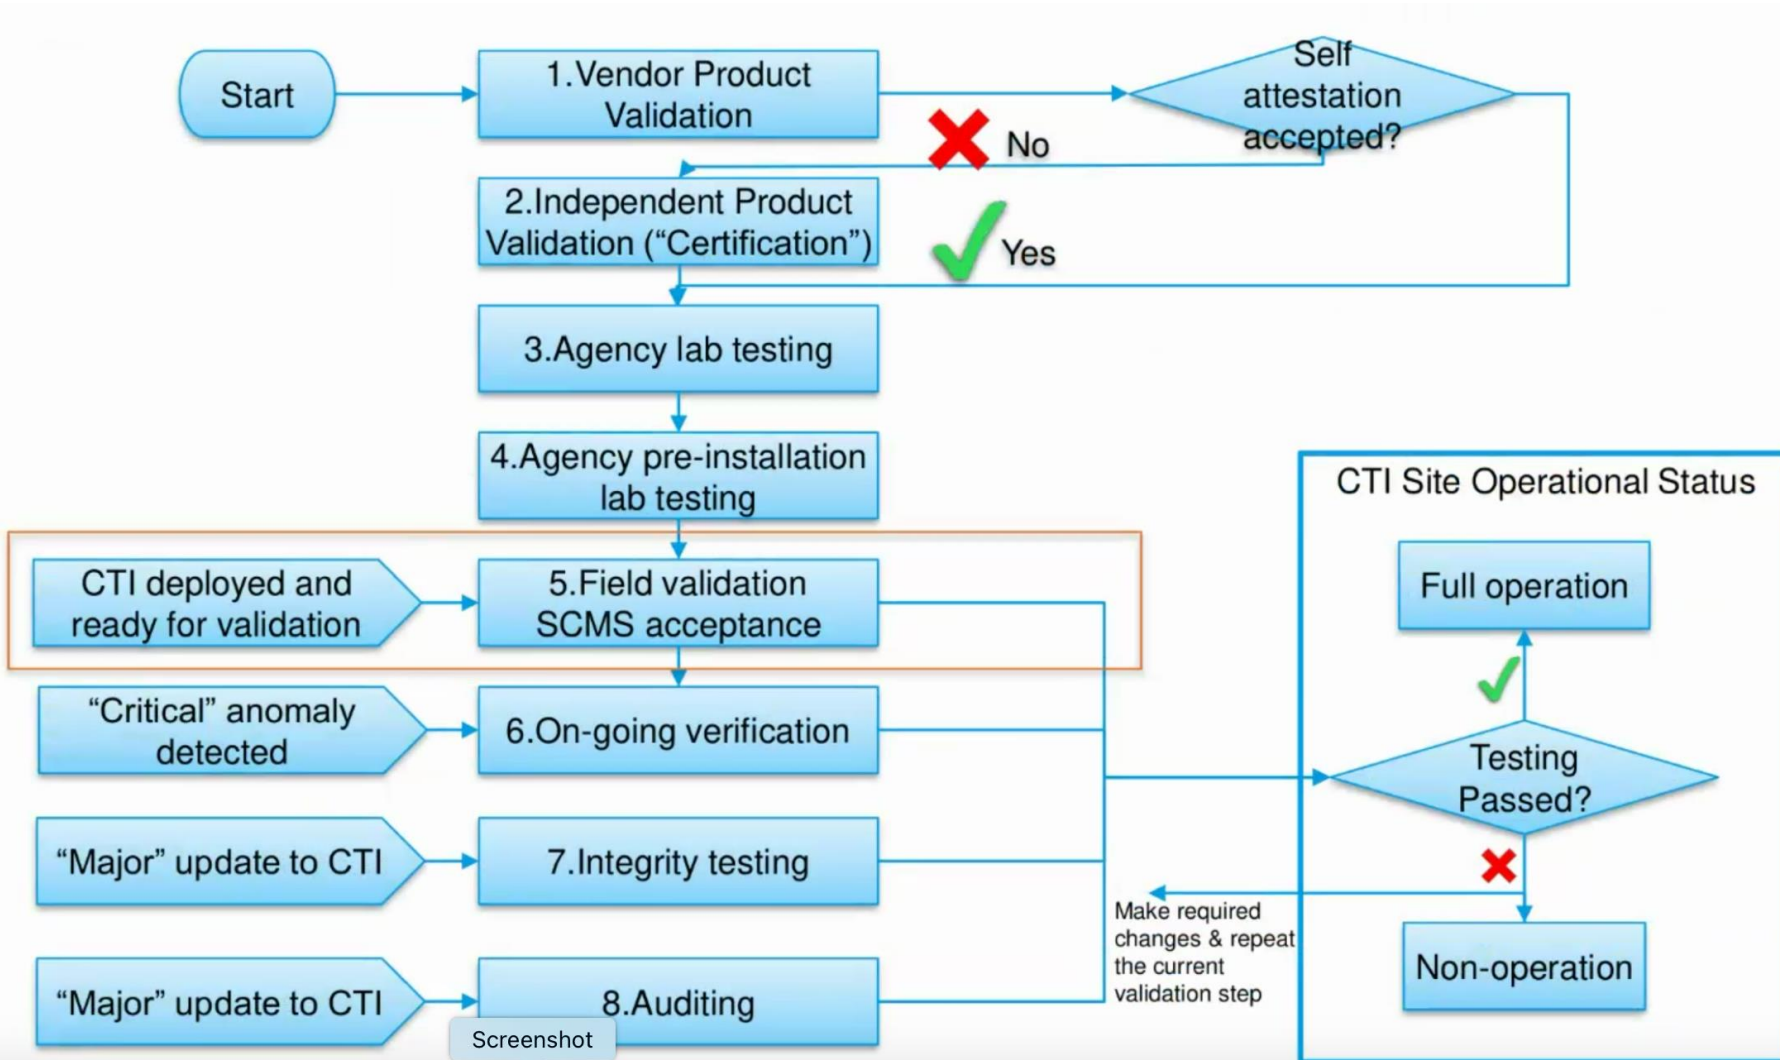 Start
1.Vendor Product
Validation
Self
attestation
accepted?
No
2.Independent Product
Validation (“Certification”)
Yes
3.Agency lab testing
4.Agency pre-installation
lab testing
CTI Site Operational Status
CTI deployed and
ready for validation
5.Field validation
SCMS acceptance
Full operation
“Critical” anomaly
detected
6.On-going verification
Testing
Passed?
“Major” update to CTI
7.Integrity testing
Make required
changes & repeat
the current
validation step
Non-operation
“Major” update to CTI
8.Auditing
Screenshot